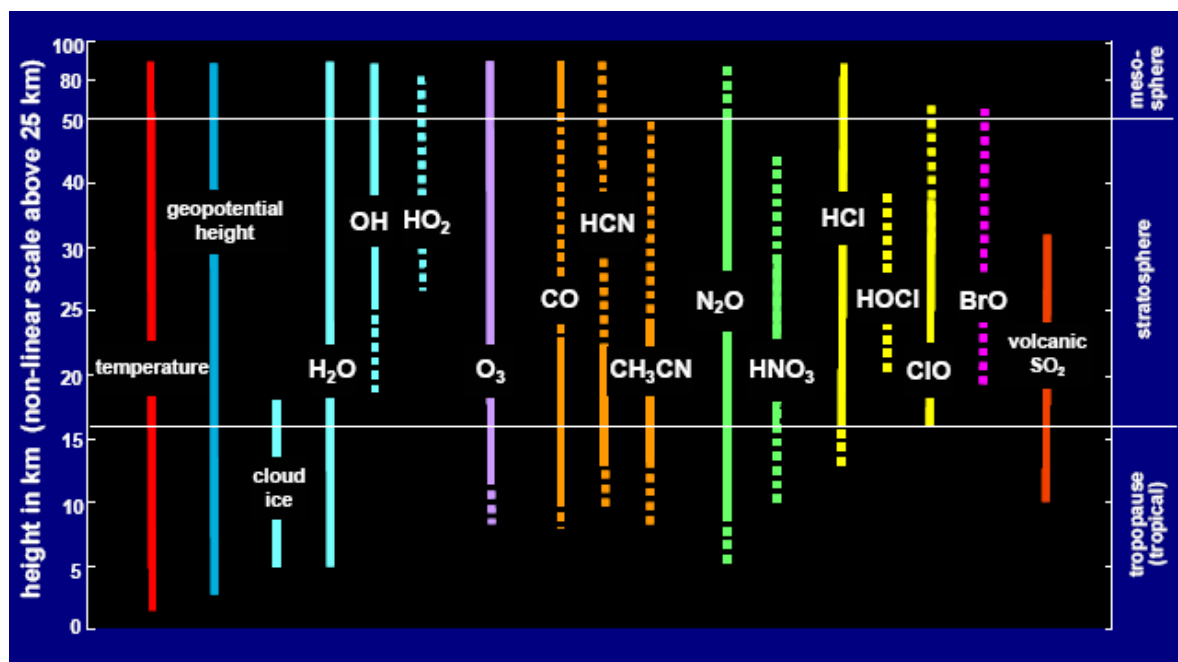 height in km (non-linear scale above 25 km)
100
80
50
40
30
25
20
15
10
5
0
temperature
geopotential
height
cloud
ice
H₂O
OH
HO₂
O₃
CO
HCN
CH₃CN
N₂O
HNO₃
HCl
HOCl
ClO
BrO
volcanic
SO₂
meso-
sphere
stratosphere
tropopause
(tropical)